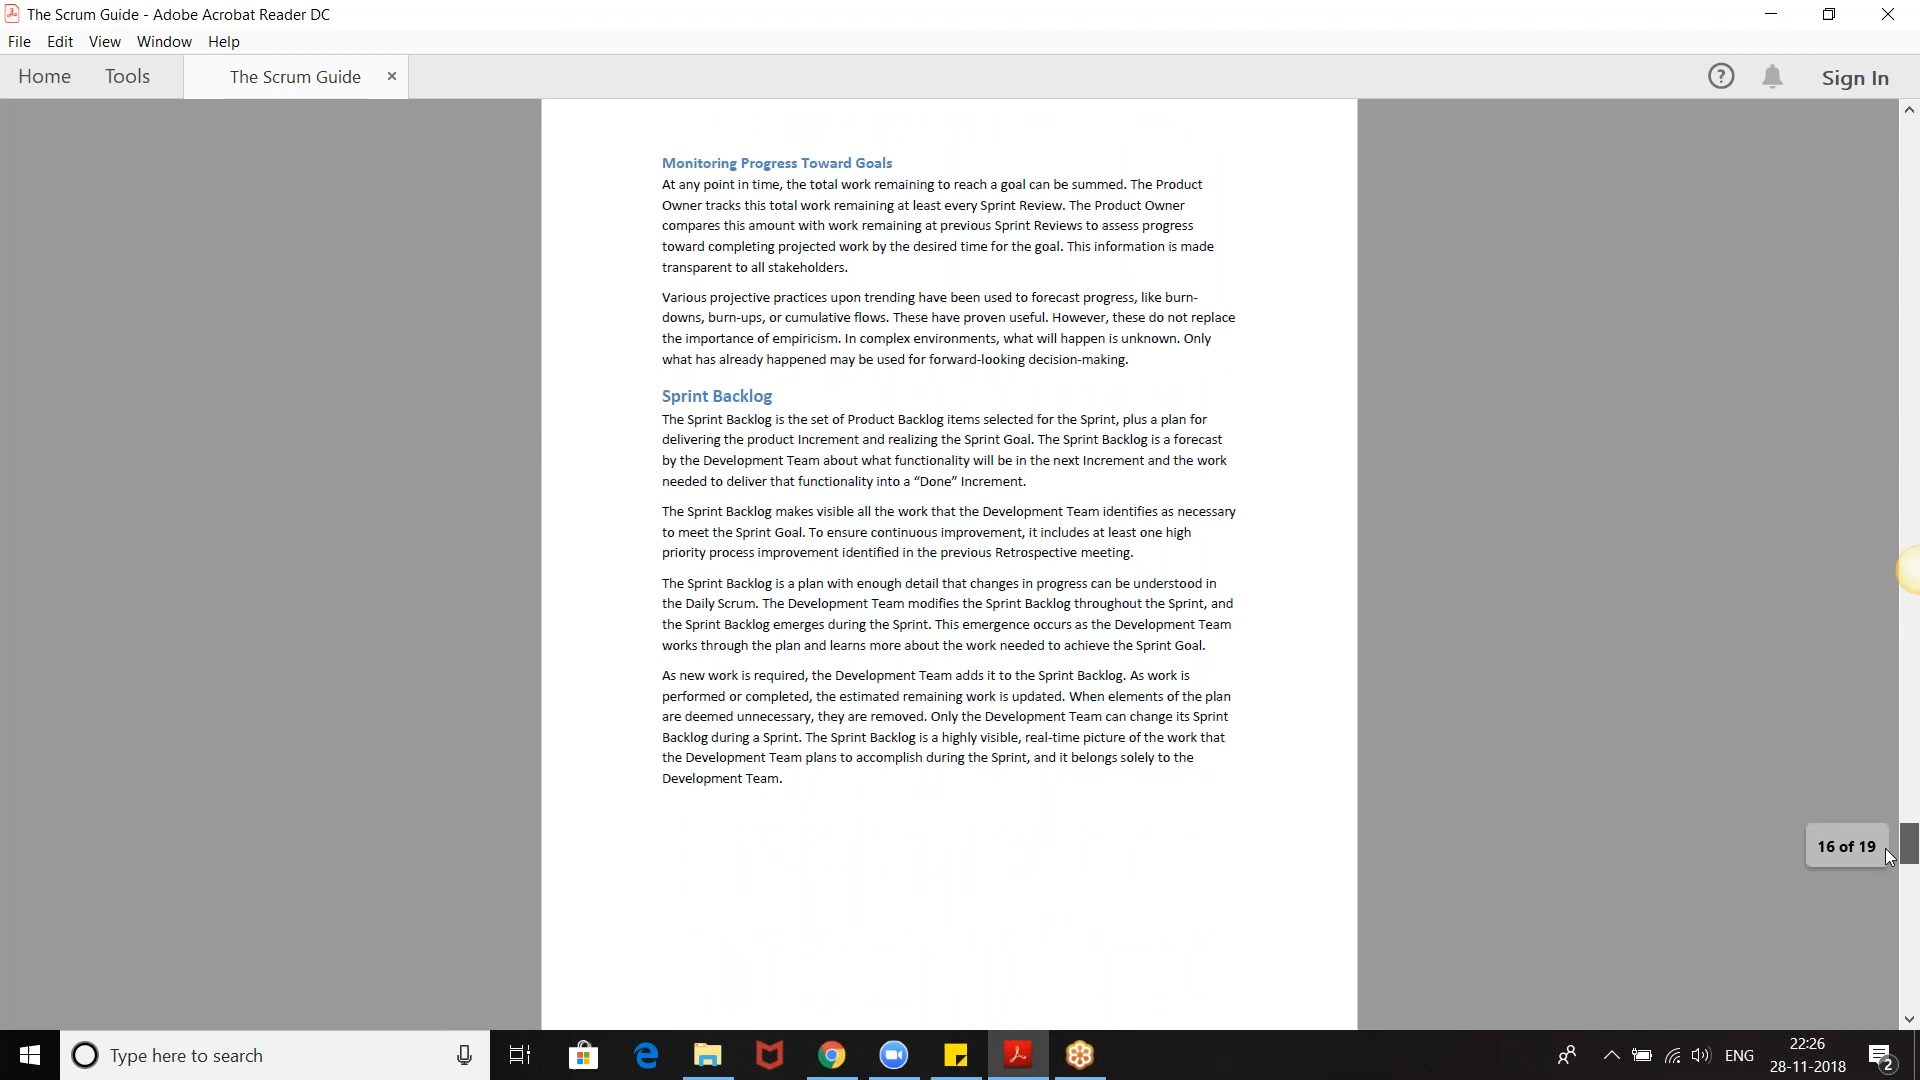 The Scrum Guide - Adobe Acrobat Reader DC
File Edit View Window Help
Home Tools The Scrum Guide × ? Sign In
Monitoring Progress Toward Goals
At any point in time, the total work remaining to reach a goal can be summed. The Product
Owner tracks this total work remaining at least every Sprint Review. The Product Owner
compares this amount with work remaining at previous Sprint Reviews to assess progress
toward completing projected work by the desired time for the goal. This information is made
transparent to all stakeholders.
Various projective practices upon trending have been used to forecast progress, like burn-
downs, burn-ups, or cumulative flows. These have proven useful. However, these do not replace
the importance of empiricism. In complex environments, what will happen is unknown. Only
what has already happened may be used for forward-looking decision-making.
Sprint Backlog
The Sprint Backlog is the set of Product Backlog items selected for the Sprint, plus a plan for
delivering the product Increment and realizing the Sprint Goal. The Sprint Backlog is a forecast
by the Development Team about what functionality will be in the next Increment and the work
needed to deliver that functionality into a “Done” Increment.
The Sprint Backlog makes visible all the work that the Development Team identifies as necessary
to meet the Sprint Goal. To ensure continuous improvement, it includes at least one high
priority process improvement identified in the previous Retrospective meeting.
The Sprint Backlog is a plan with enough detail that changes in progress can be understood in
the Daily Scrum. The Development Team modifies the Sprint Backlog throughout the Sprint, and
the Sprint Backlog emerges during the Sprint. This emergence occurs as the Development Team
works through the plan and learns more about the work needed to achieve the Sprint Goal.
As new work is required, the Development Team adds it to the Sprint Backlog. As work is
performed or completed, the estimated remaining work is updated. When elements of the plan
are deemed unnecessary, they are removed. Only the Development Team can change its Sprint
Backlog during a Sprint. The Sprint Backlog is a highly visible, real-time picture of the work that
the Development Team plans to accomplish during the Sprint, and it belongs solely to the
Development Team.
16 of 19
Type here to search
ENG
22:26
28-11-2018
2